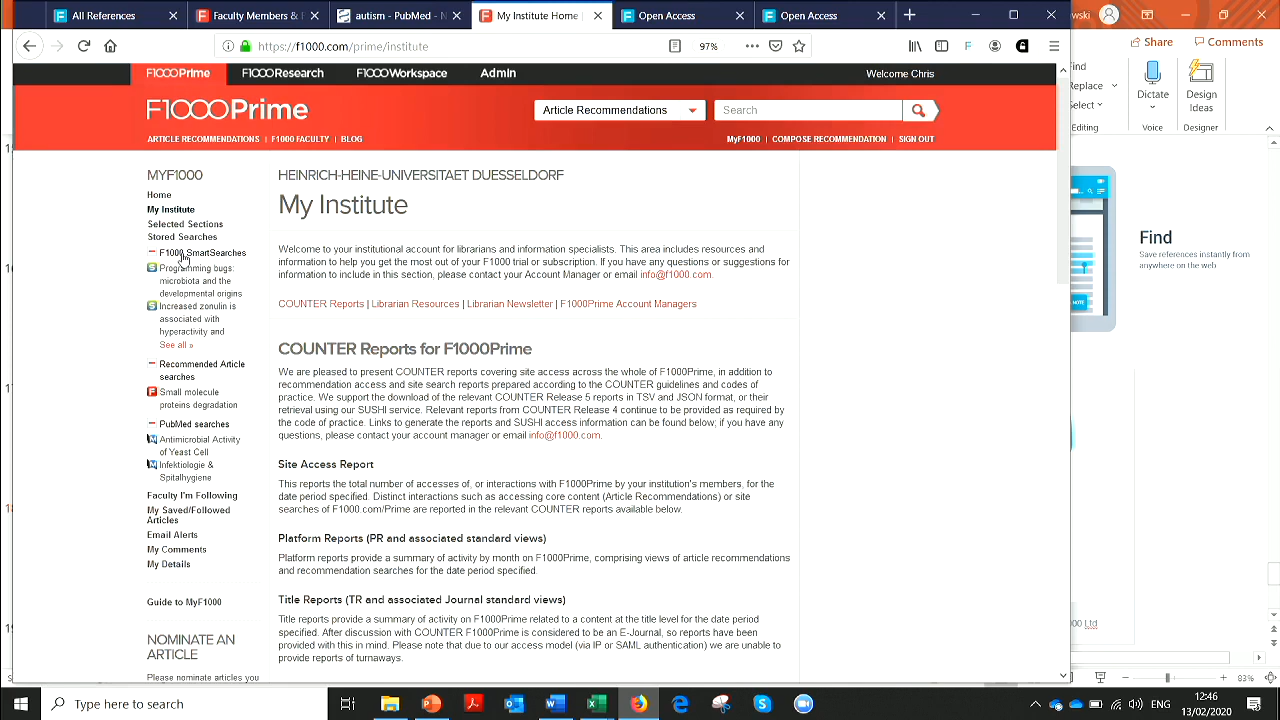 All References
Faculty Members &
autism - PubMed - N
My Institute Home
Open Access
Open Access
https://f1000.com/prime/institute
97%
Share
Comments
F1000Prime
F1000Research
F1000Workspace
Admin
Welcome Chris
F1000Prime
Article Recommendations
Search
ARTICLE RECOMMENDATIONS | F1000 FACULTY | BLOG
MyF1000 | COMPOSE RECOMMENDATION | SIGN OUT
Find
Replace
Select
Editing
Dictate
Voice
Design
Ideas
Designer
MYF1000
Home
My Institute
Selected Sections
Stored Searches
F1000 SmartSearches
Programming bugs:
microbiota and the
developmental origins
Increased zonulin is
associated with
hyperactivity and
See all »
Recommended Article
searches
Small molecule
proteins degradation
PubMed searches
Antimicrobial Activity
of Yeast Cell
Infektiologie &
Spitalhygiene
Faculty I'm Following
My Saved/Followed
Articles
Email Alerts
My Comments
My Details
Guide to MyF1000
NOMINATE AN
ARTICLE
Please nominate articles you
HEINRICH-HEINE-UNIVERSITAET DUESSELDORF
My Institute
Welcome to your institutional account for librarians and information specialists. This area includes resources and
information to help you get the most out of your F1000 trial or subscription. If you have any questions or suggestions for
information to include in this section, please contact your Account Manager or email info@f1000.com.
COUNTER Reports | Librarian Resources | Librarian Newsletter | F1000Prime Account Managers
COUNTER Reports for F1000Prime
We are pleased to present COUNTER reports covering site access across the whole of F1000Prime, in addition to
recommendation access and site search reports prepared according to the COUNTER guidelines and codes of
practice. We support the download of the relevant COUNTER Release 5 reports in TSV and JSON format, or their
retrieval using our SUSHI service. Relevant reports from COUNTER Release 4 continue to be provided as required by
the code of practice. Links to generate the reports and SUSHI access information can be found below; if you have any
questions, please contact your account manager or email info@f1000.com.
Site Access Report
This reports the total number of accesses of, or interactions with F1000Prime by your institution's members, for the
date period specified. Distinct interactions such as accessing core content (Article Recommendations) or site
searches of F1000.com/Prime are reported in the relevant COUNTER reports available below.
Platform Reports (PR and associated standard views)
Platform reports provide a summary of activity by month on F1000Prime, comprising views of article recommendations
and recommendation searches for the date period specified.
Title Reports (TR and associated Journal standard views)
Title reports provide a summary of activity on F1000Prime related to a content at the title level for the date period
specified. After discussion with COUNTER F1000Prime is considered to be an E-Journal, so reports have been
provided with this in mind. Please note that due to our access model (via IP or SAML authentication) we are unable to
provide reports of turnaways.
NOTE
Find
Save references instantly from
anywhere on the web
Ltd
83%
Type here to search
12:46
13/02/2020